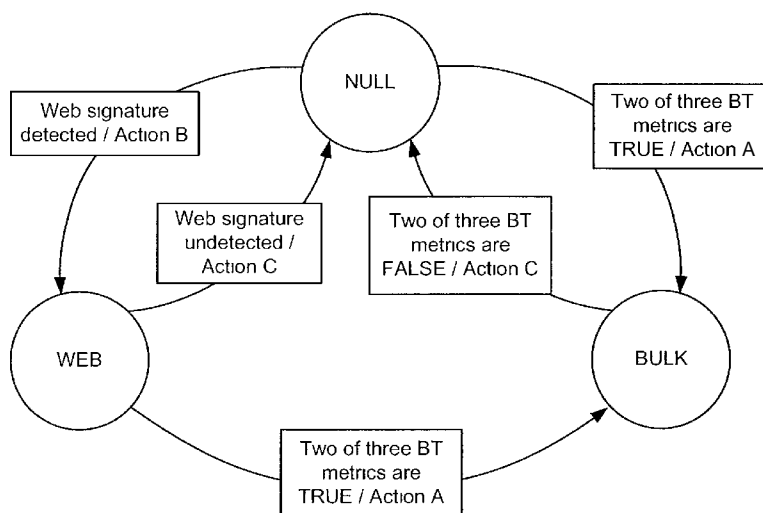 NULL
Web signature
detected / Action B
Two of three BT
metrics are
TRUE / Action A
Web signature
undetected /
Action C
Two of three BT
metrics are
FALSE / Action C
WEB
BULK
Two of three BT
metrics are
TRUE / Action A